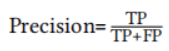 Precision= TP
TP+FP